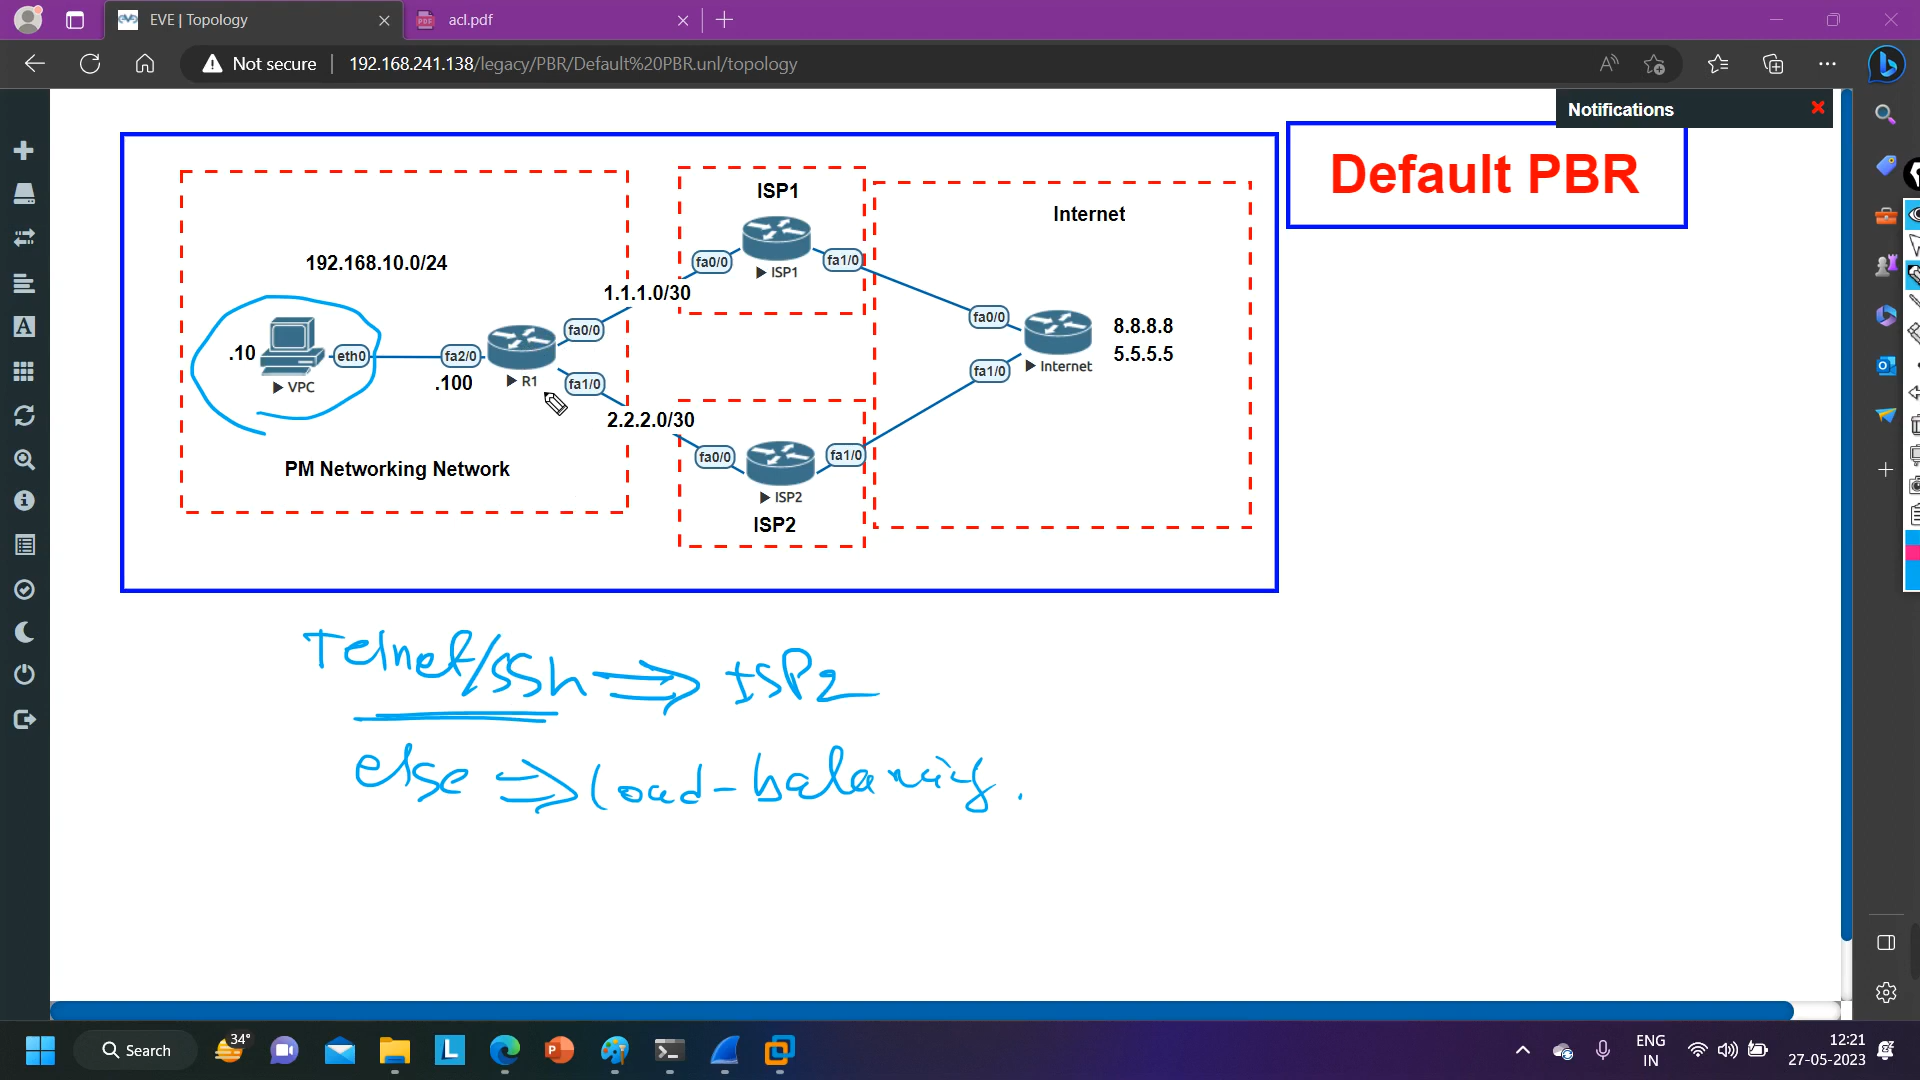 EVE | Topology
acl.pdf
Not secure
192.168.241.138/legacy/PBR/Default%20PBR.unl/topology
Notifications
Default PBR
ISP1
Internet
192.168.10.0/24
fa0/0
fa1/0
ISP1
1.1.1.0/30
fa0/0
fa0/0
8.8.8.8
5.5.5.5
.10
eth0
fa2/0
VPC
.100
R1
fa1/0
fa1/0
Internet
2.2.2.0/30
fa0/0
fa1/0
PM Networking Network
ISP2
ISP2
Telnet/SSh ⇒ ISP2
else ⇒ Load-balancing.
34°
Search
ENG
IN
12:21
27-05-2023